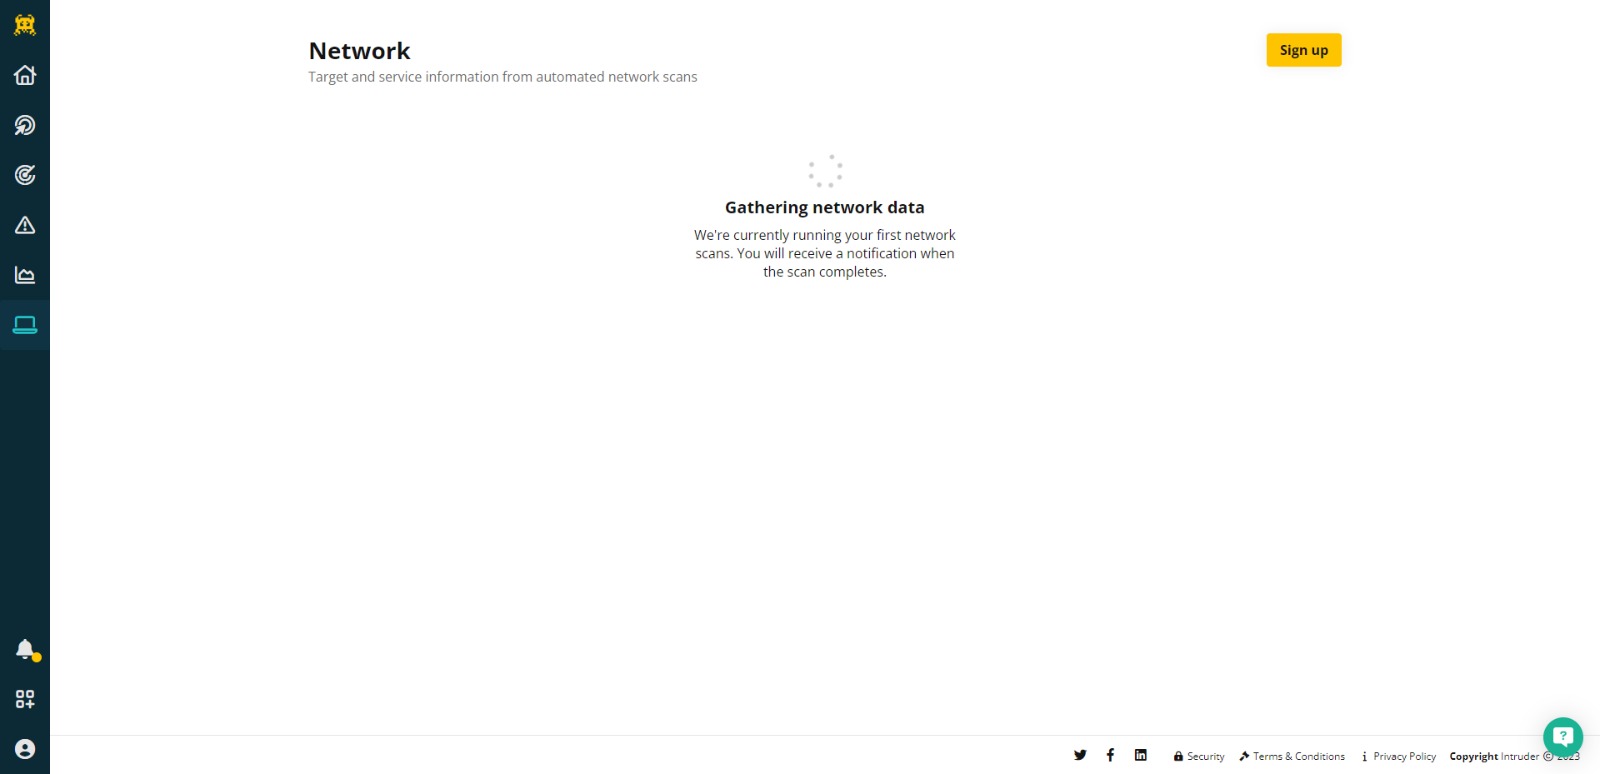 Network
Sign up
Target and service information from automated network scans
Gathering network data
We're currently running your first network
scans. You will receive a notification when
the scan completes.
Security Terms & Conditions Privacy Policy Copyright Intruder © 2023